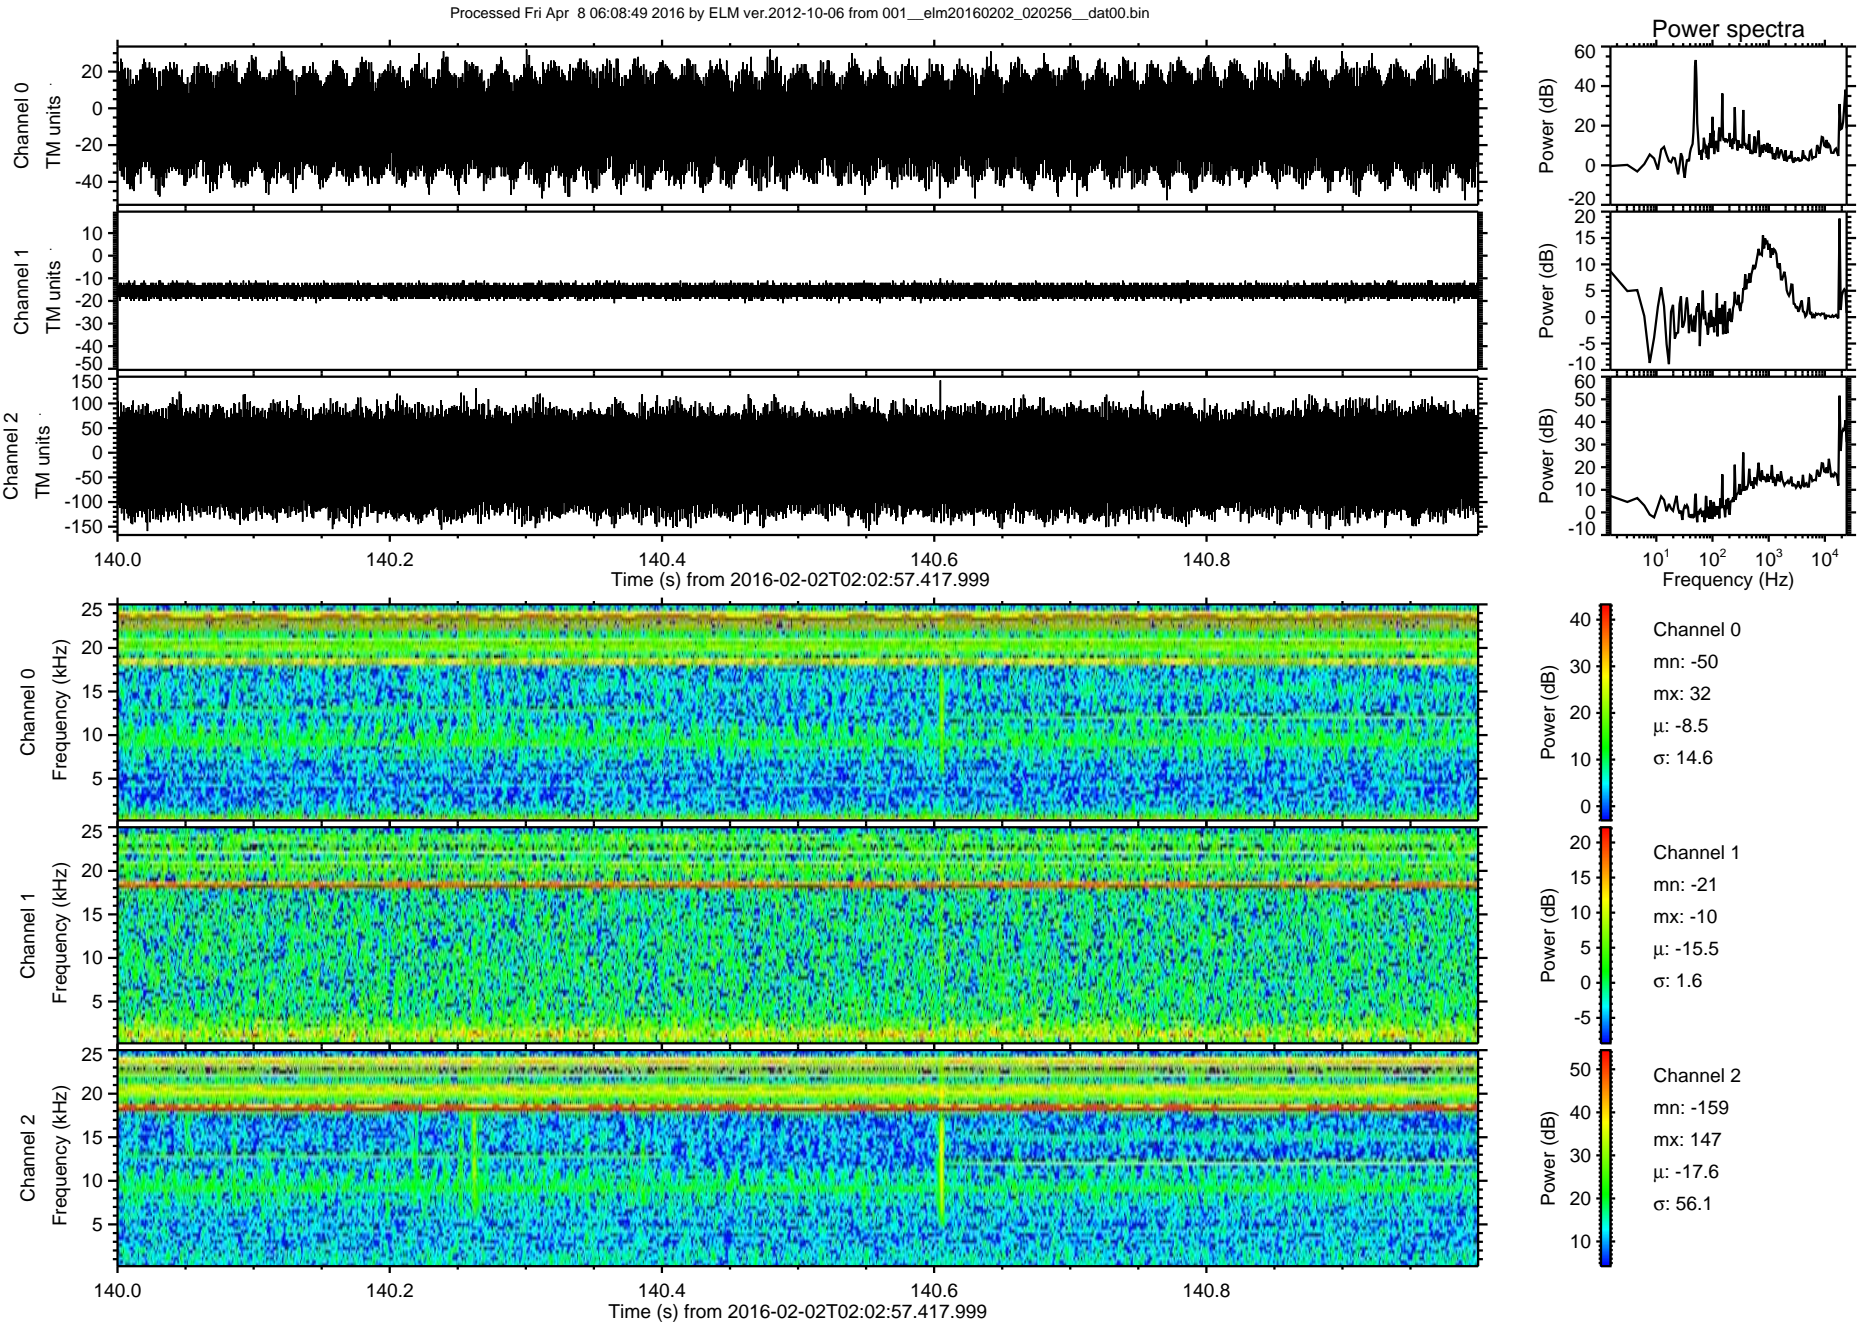 Processed Fri Apr 8 06:08:49 2016 by ELM ver.2012-10-06 from 001__elm20160202_020256__dat00.bin
Power spectra
Channel 0
TM units
20
0
-20
-40
Power (dB)
60
40
20
0
-20
Channel 1
TM units
10
0
-10
-20
-30
-40
-50
Power (dB)
20
15
10
5
0
-5
-10
Channel 2
TM units
150
100
50
0
-50
-100
-150
Power (dB)
60
50
40
30
20
10
0
-10
140.0 140.2 140.4 140.6 140.8
Time (s) from 2016-02-02T02:02:57.417.999
10^1 10^2 10^3 10^4
Frequency (Hz)
Channel 0
Frequency (kHz)
25
20
15
10
5
Power (dB)
40
30
20
10
0
Channel 0
mn: -50
mx: 32
μ: -8.5
σ: 14.6
Channel 1
Frequency (kHz)
25
20
15
10
5
Power (dB)
20
15
10
5
0
-5
Channel 1
mn: -21
mx: -10
μ: -15.5
σ: 1.6
Channel 2
Frequency (kHz)
25
20
15
10
5
Power (dB)
50
40
30
20
10
Channel 2
mn: -159
mx: 147
μ: -17.6
σ: 56.1
140.0 140.2 140.4 140.6 140.8
Time (s) from 2016-02-02T02:02:57.417.999